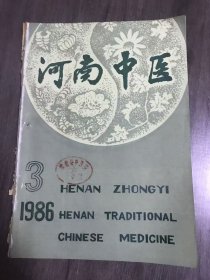 河南中医
3
1986
HENAN ZHONGYI
HENAN TRADITIONAL
CHINESE MEDICINE